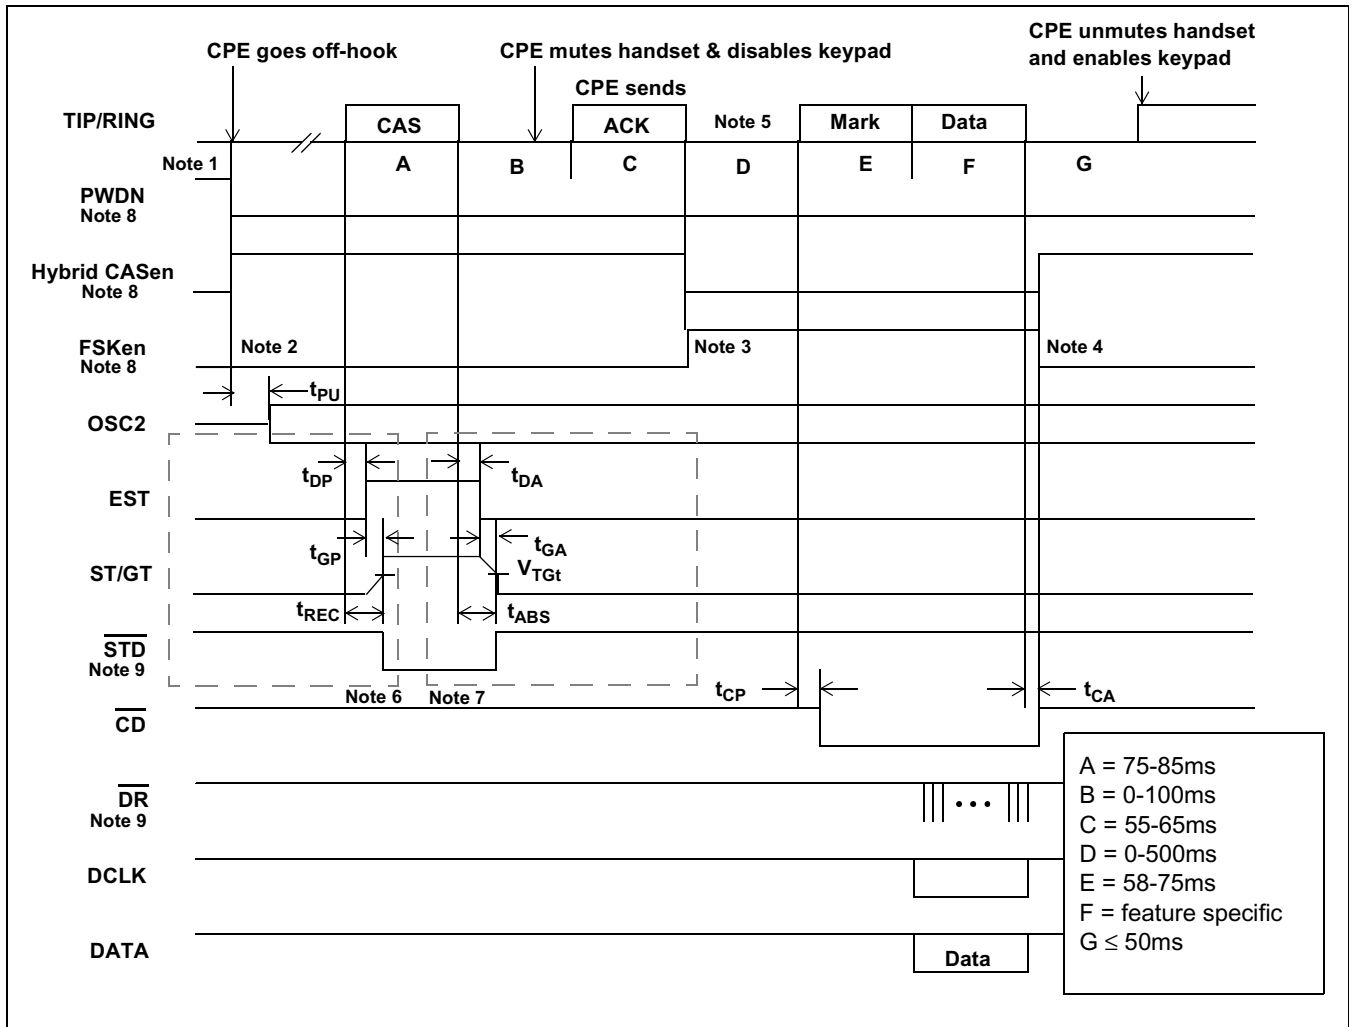 CPE goes off-hook
CPE mutes handset & disables keypad
CPE unmutes handset
and enables keypad
CPE sends
TIP/RING
CAS
ACK
Note 5
Mark
Data
Note 1
A
B
C
D
E
F
G
PWDN
Note 8
Hybrid CASen
Note 8
FSKen
Note 8
Note 2
Note 3
Note 4
tPU
OSC2
tDP
tDA
EST
tGP
tGA
ST/GT
VTGt
tREC
tABS
STD
Note 9
Note 6
Note 7
tCP
tCA
CD
DR
Note 9
• • •
DCLK
DATA
Data
A = 75-85ms
B = 0-100ms
C = 55-65ms
D = 0-500ms
E = 58-75ms
F = feature specific
G ≤ 50ms